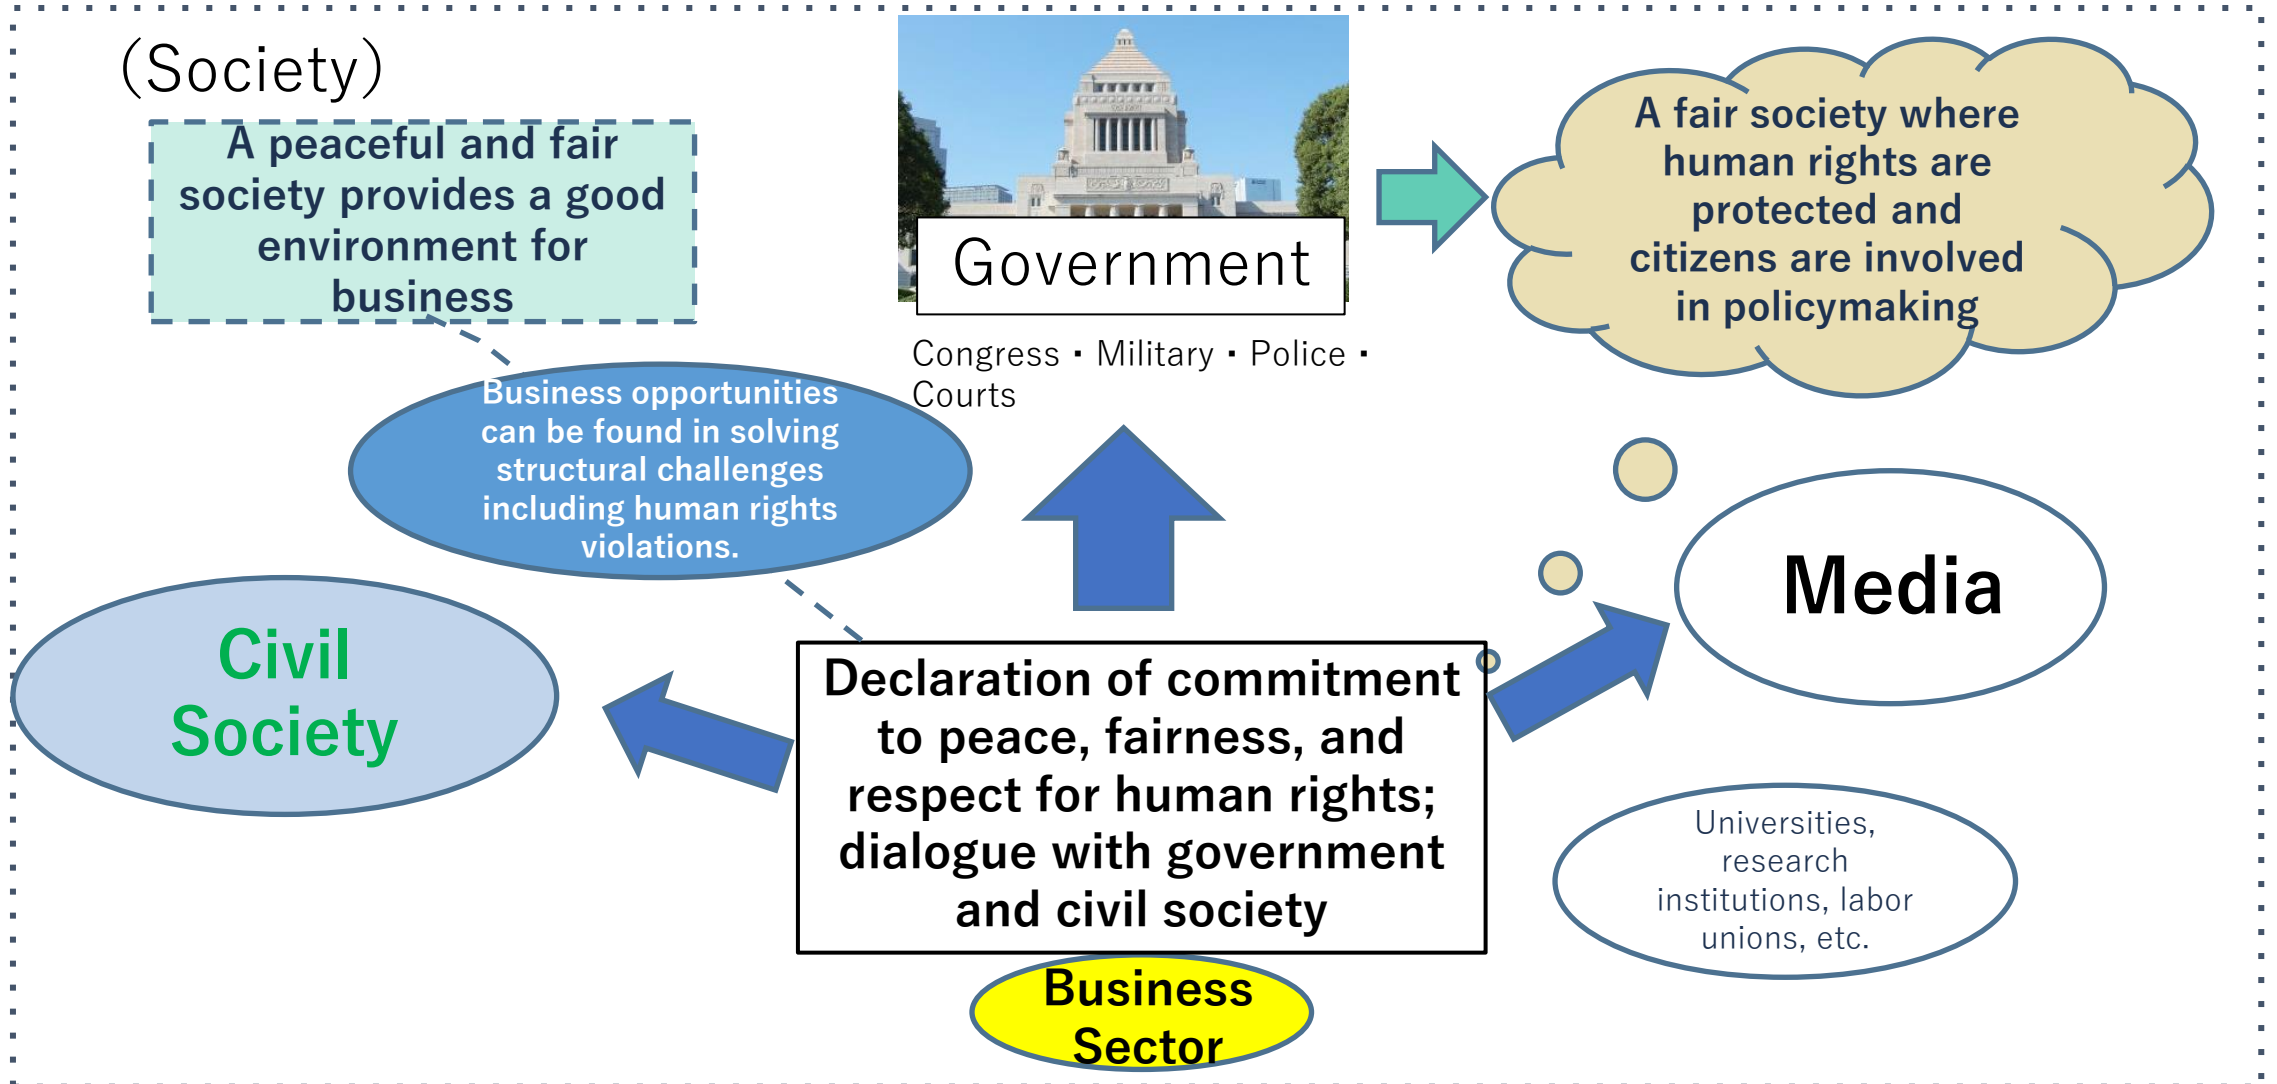 （Society）
A peaceful and fair
society provides a good
environment for
business
Government
Congress・Military・Police・
Courts
A fair society where
human rights are
protected and
citizens are involved
in policymaking
Business opportunities
can be found in solving
structural challenges
including human rights
violations.
Civil
Society
Media
Declaration of commitment
to peace, fairness, and
respect for human rights;
dialogue with government
and civil society
Universities,
research
institutions, labor
unions, etc.
Business
Sector